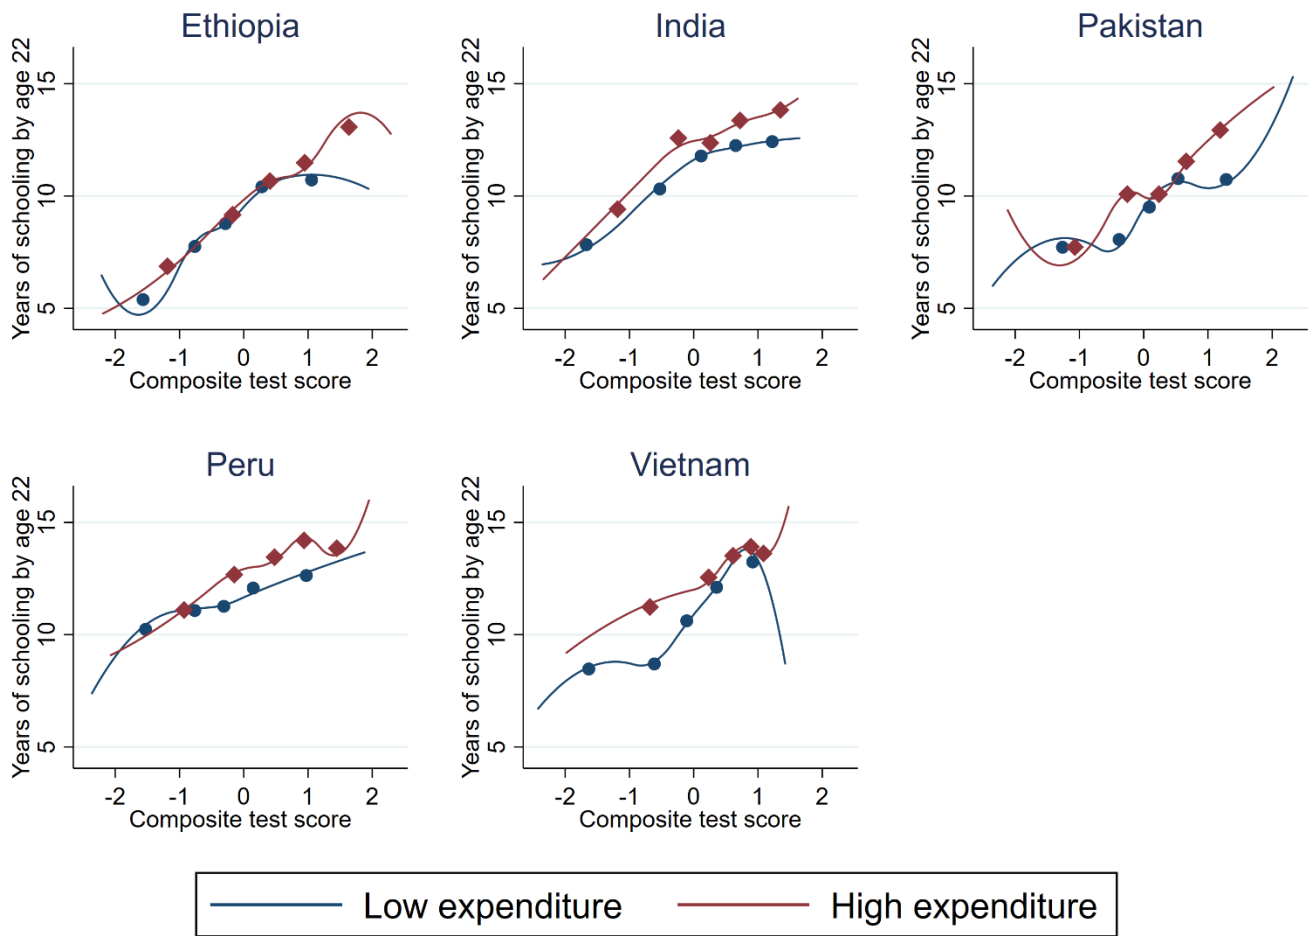 Ethiopia
Years of schooling by age 22
15
10
5
-2 -1 0 1 2
Composite test score
India
Years of schooling by age 22
15
10
5
-2 -1 0 1 2
Composite test score
Pakistan
Years of schooling by age 22
15
10
5
-2 -1 0 1 2
Composite test score
Peru
Years of schooling by age 22
15
10
5
-2 -1 0 1 2
Composite test score
Vietnam
Years of schooling by age 22
15
10
5
-2 -1 0 1 2
Composite test score
Low expenditure
High expenditure